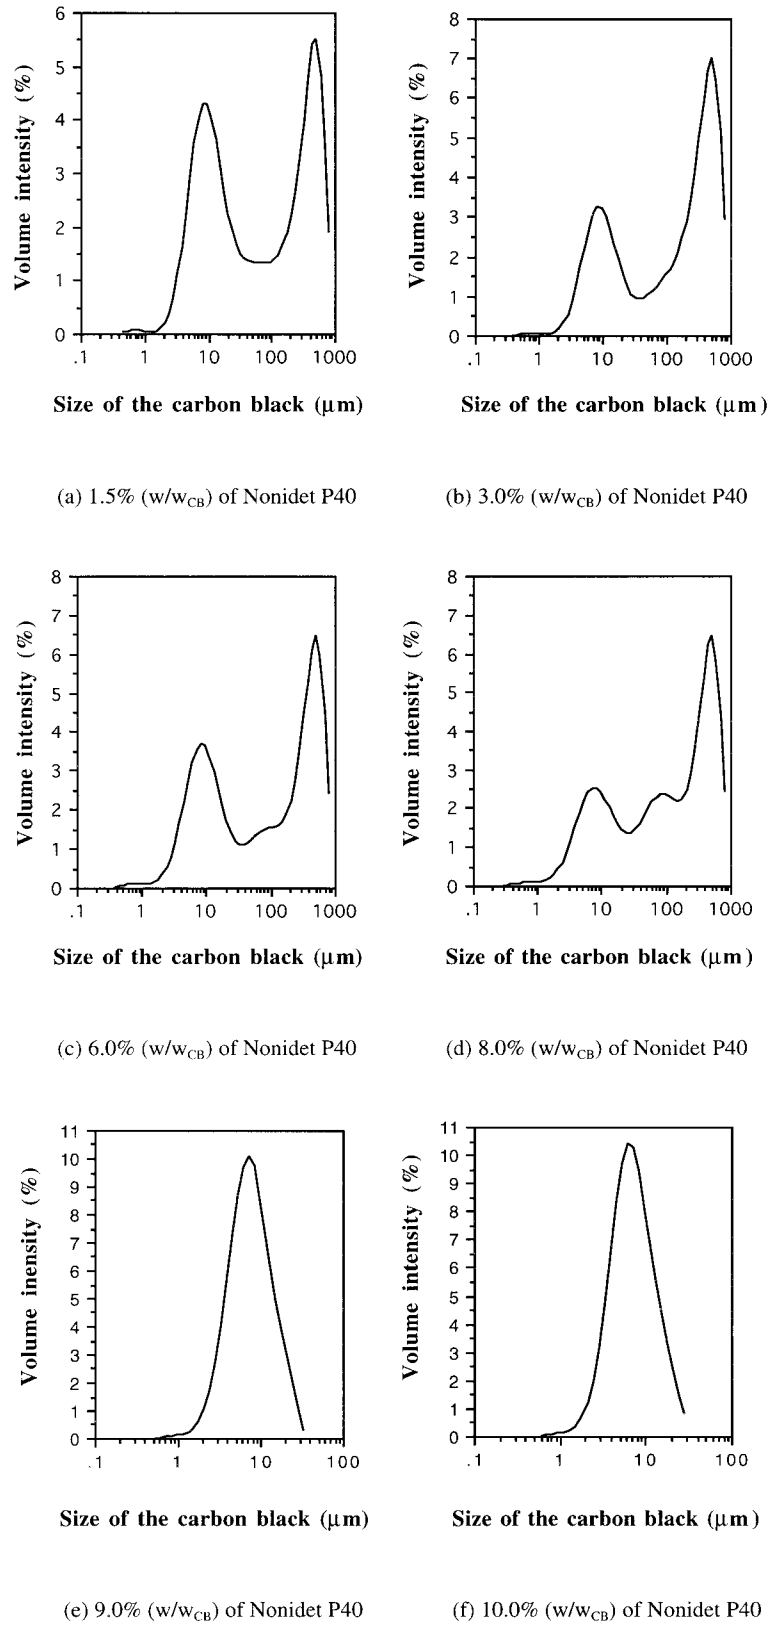 6
5
4
3
2
1
0
Volume intensity (%)
.1 1 10 100 1000
Size of the carbon black (μm)
(a) 1.5% (w/wCB) of Nonidet P40
8
7
6
5
4
3
2
1
0
Volume intensity (%)
.1 1 10 100 1000
Size of the carbon black (μm)
(b) 3.0% (w/wCB) of Nonidet P40
8
7
6
5
4
3
2
1
0
Volume intensity (%)
.1 1 10 100 1000
Size of the carbon black (μm)
(c) 6.0% (w/wCB) of Nonidet P40
8
7
6
5
4
3
2
1
0
Volume intensity (%)
.1 1 10 100 1000
Size of the carbon black (μm)
(d) 8.0% (w/wCB) of Nonidet P40
11
10
9
8
7
6
5
4
3
2
1
0
Volume inensity (%)
.1 1 10 100
Size of the carbon black (μm)
(e) 9.0% (w/wCB) of Nonidet P40
11
10
9
8
7
6
5
4
3
2
1
0
Volume intensity (%)
.1 1 10 100
Size of the carbon black (μm)
(f) 10.0% (w/wCB) of Nonidet P40